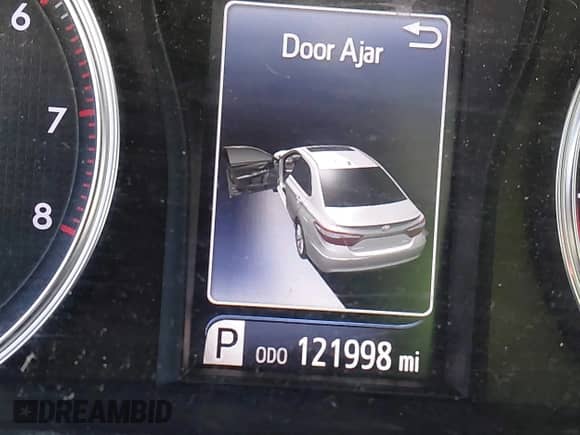 6
7
8
Door Ajar
P ODO 121998 mi
DREAMBID